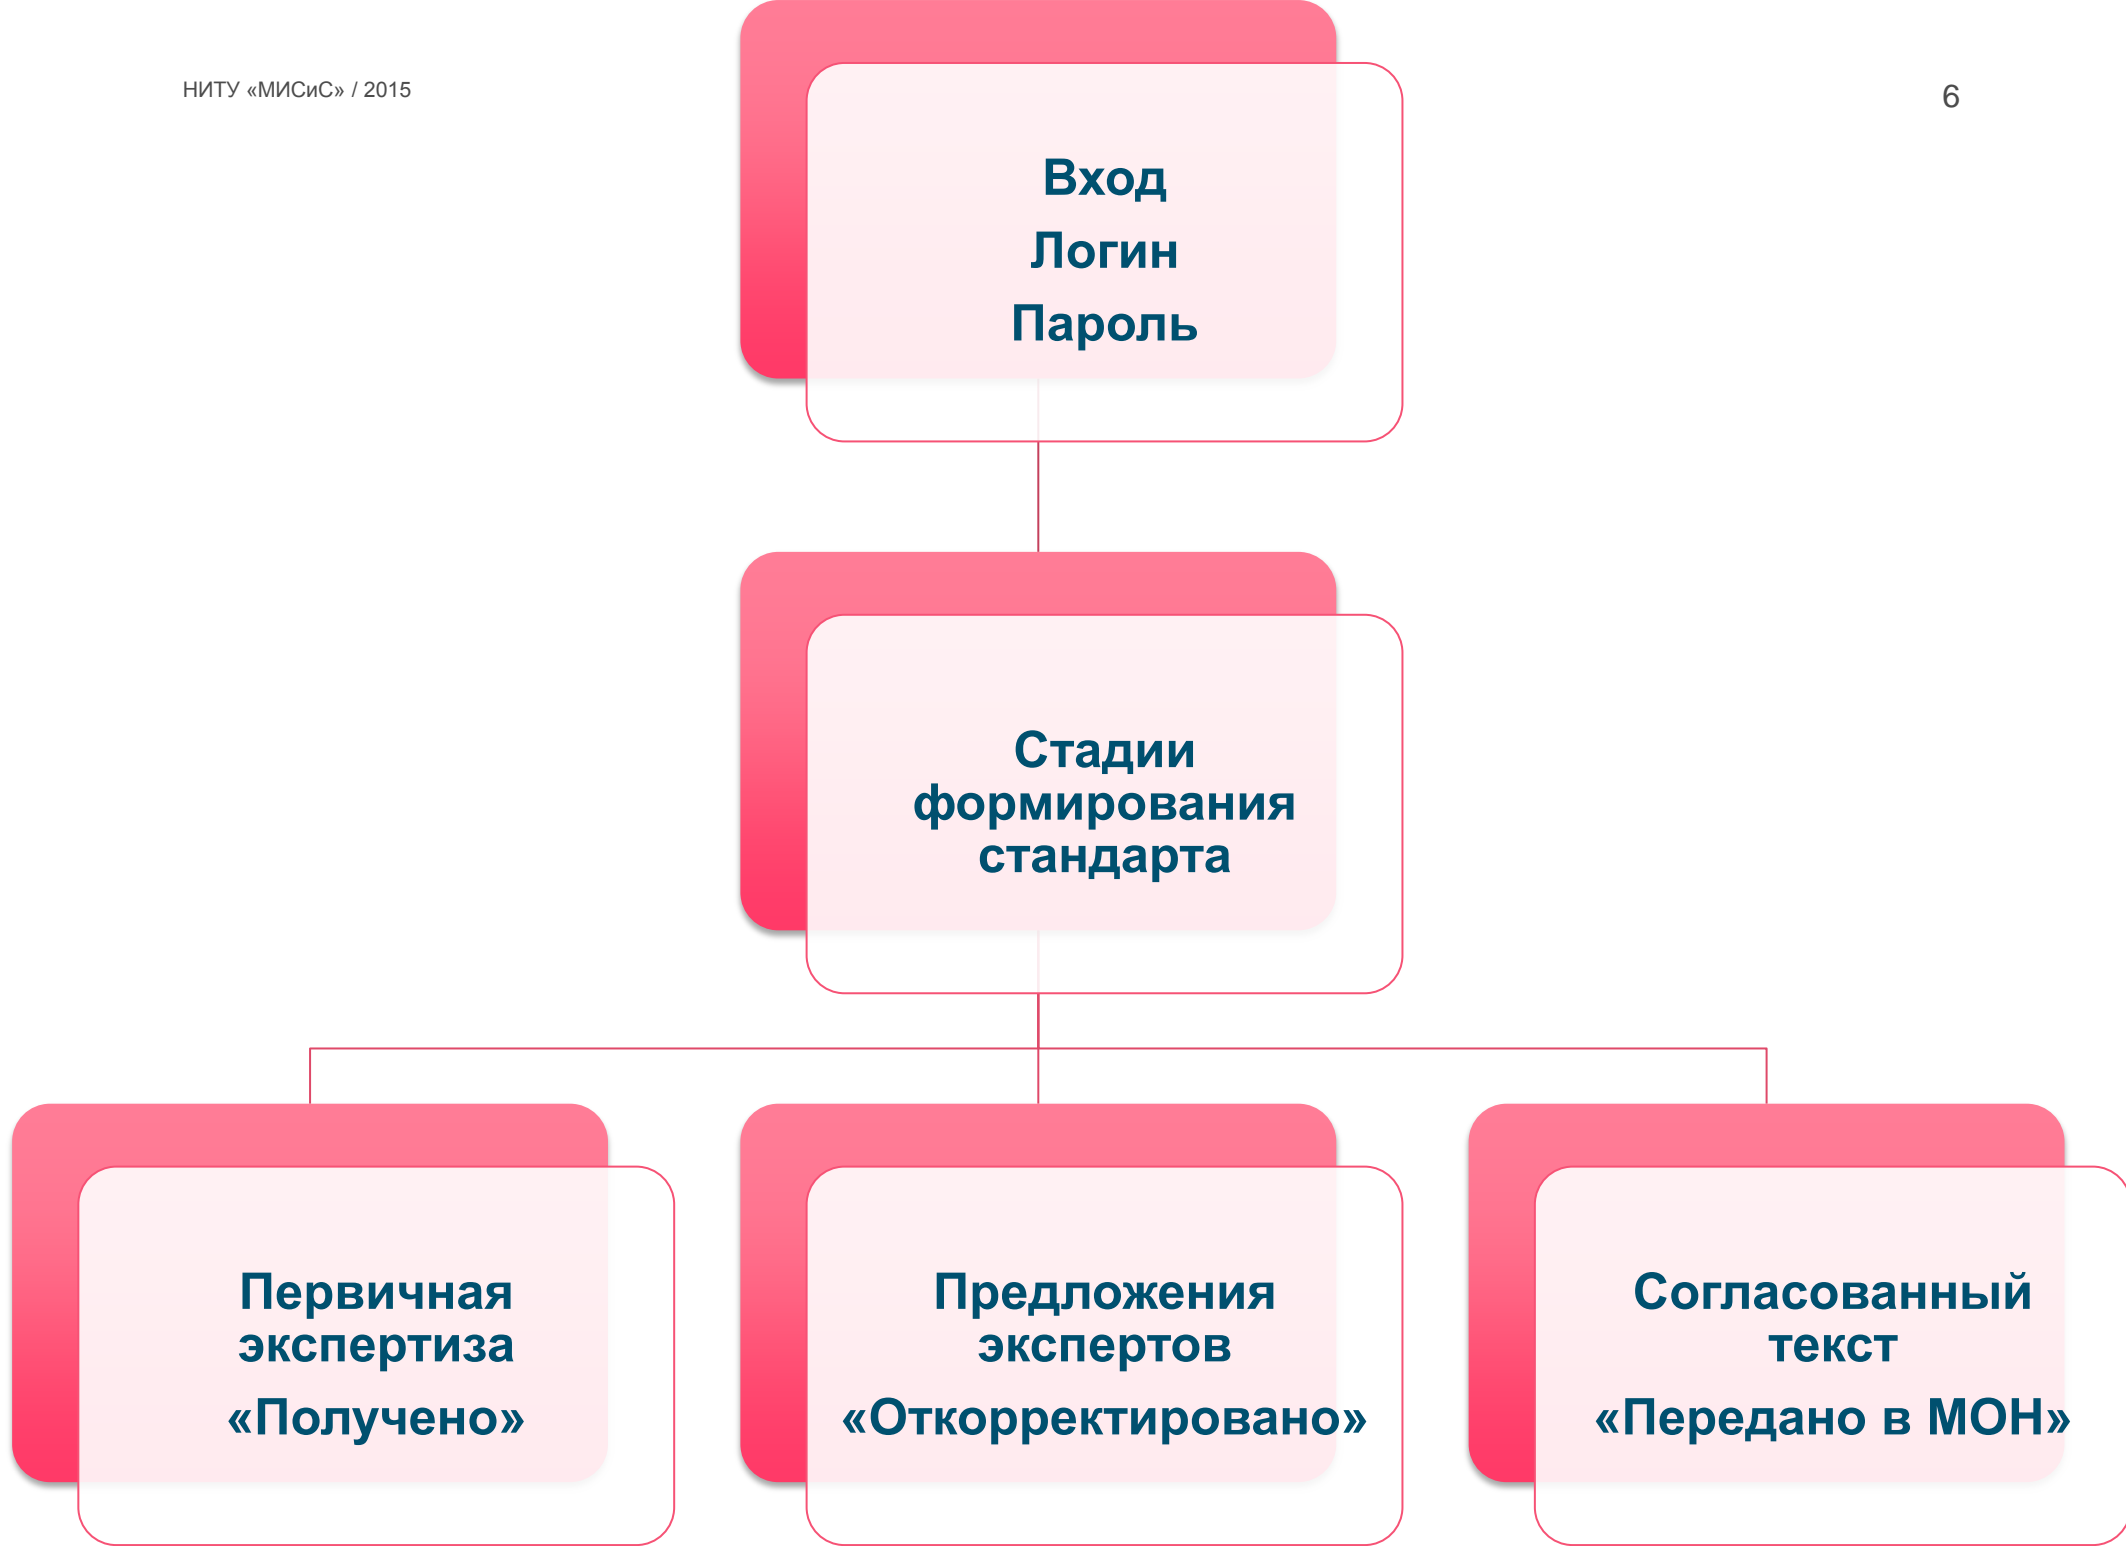 НИТУ «МИСиС» / 2015
6
Вход
Логин
Пароль
Стадии
формирования
стандарта
Первичная
экспертиза
«Получено»
Предложения
экспертов
«Откорректировано»
Согласованный
текст
«Передано в МОН»